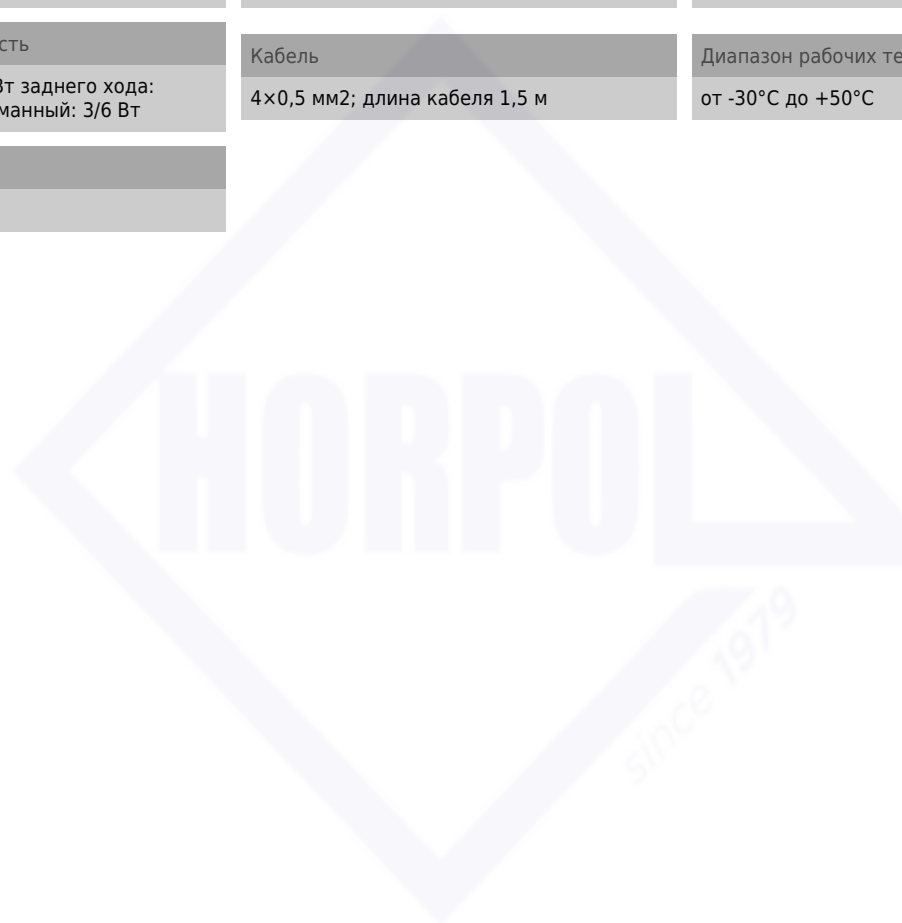 сть
Вт заднего хода:
манный: 3/6 Вт
Кабель
4×0,5 мм2; длина кабеля 1,5 м
Диапазон рабочих те
от -30°C до +50°C
HORPOL
since 1979